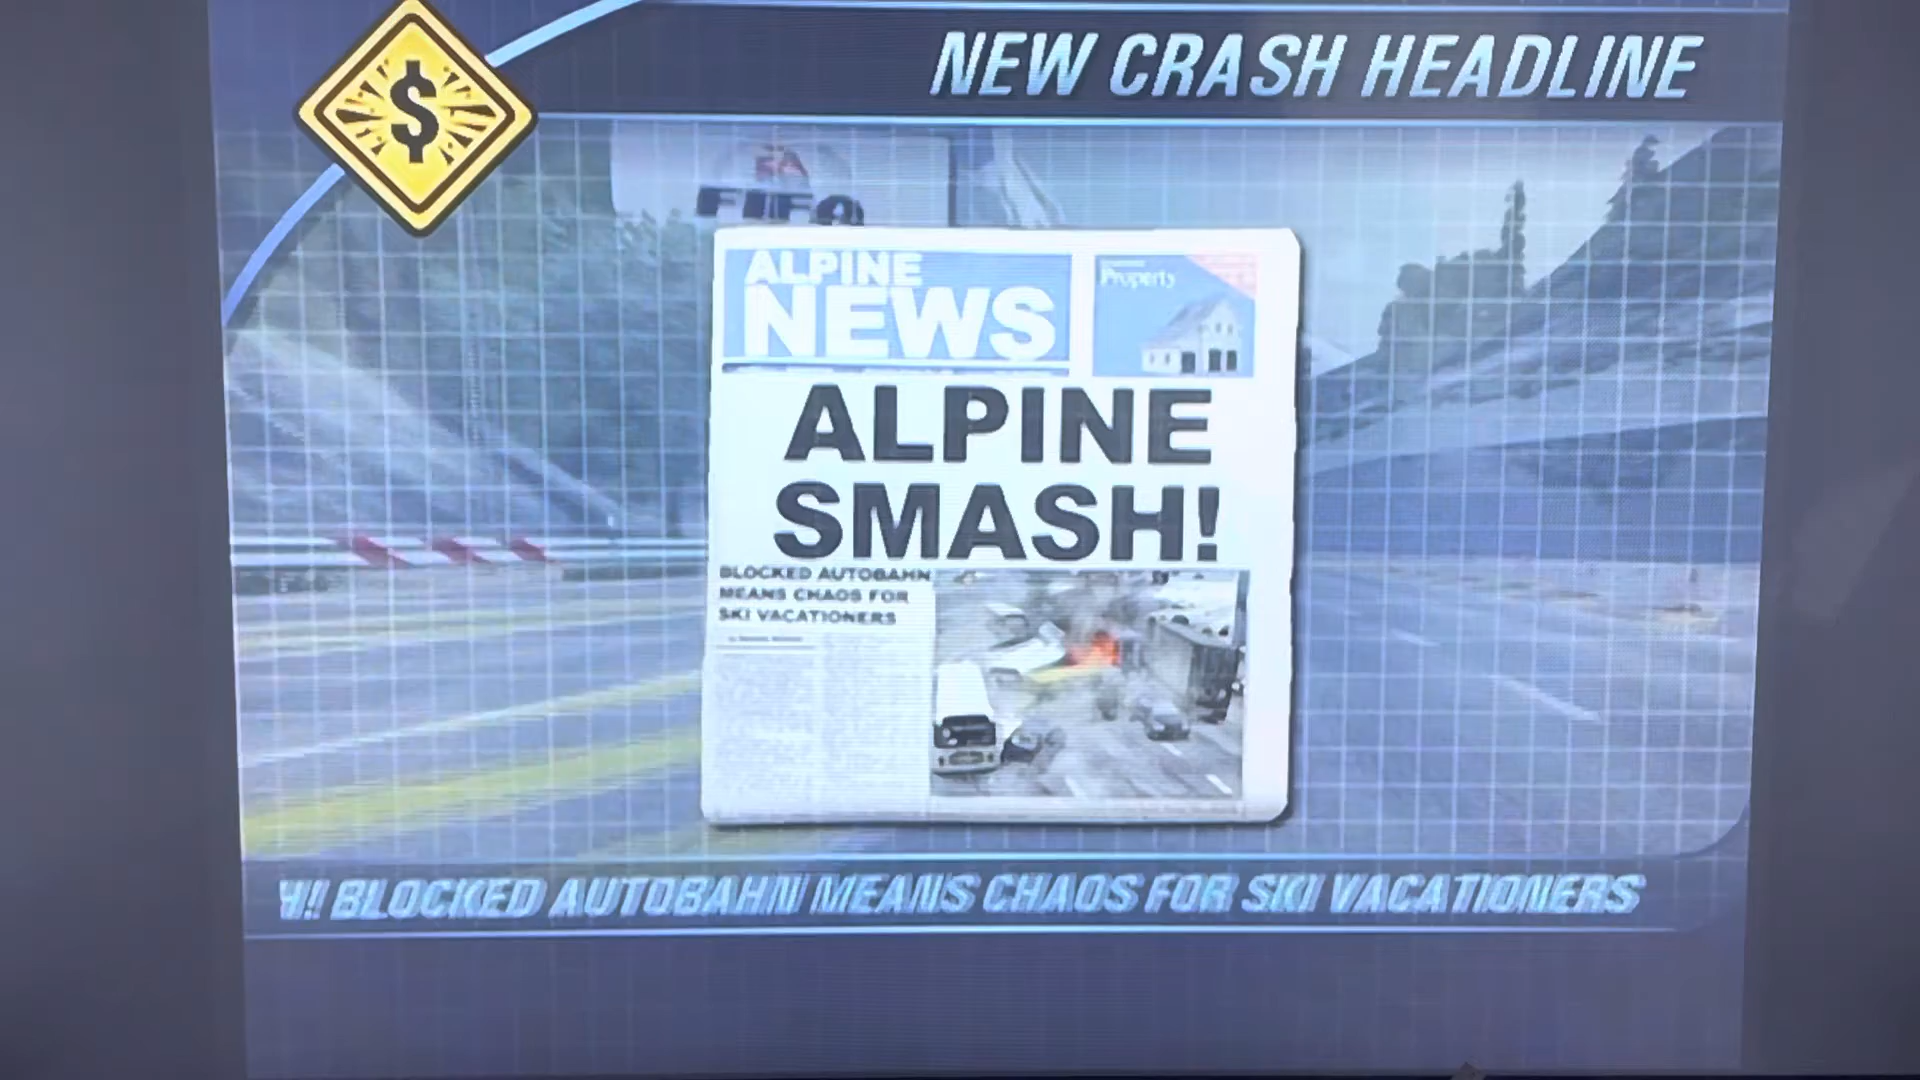 $
NEW CRASH HEADLINE
EA
FIFA
ALPINE
NEWS
Property
ALPINE
SMASH!
BLOCKED AUTOBAHN
MEANS CHAOS FOR
SKI VACATIONERS
H! BLOCKED AUTOBAHN MEANS CHAOS FOR SKI VACATIONERS